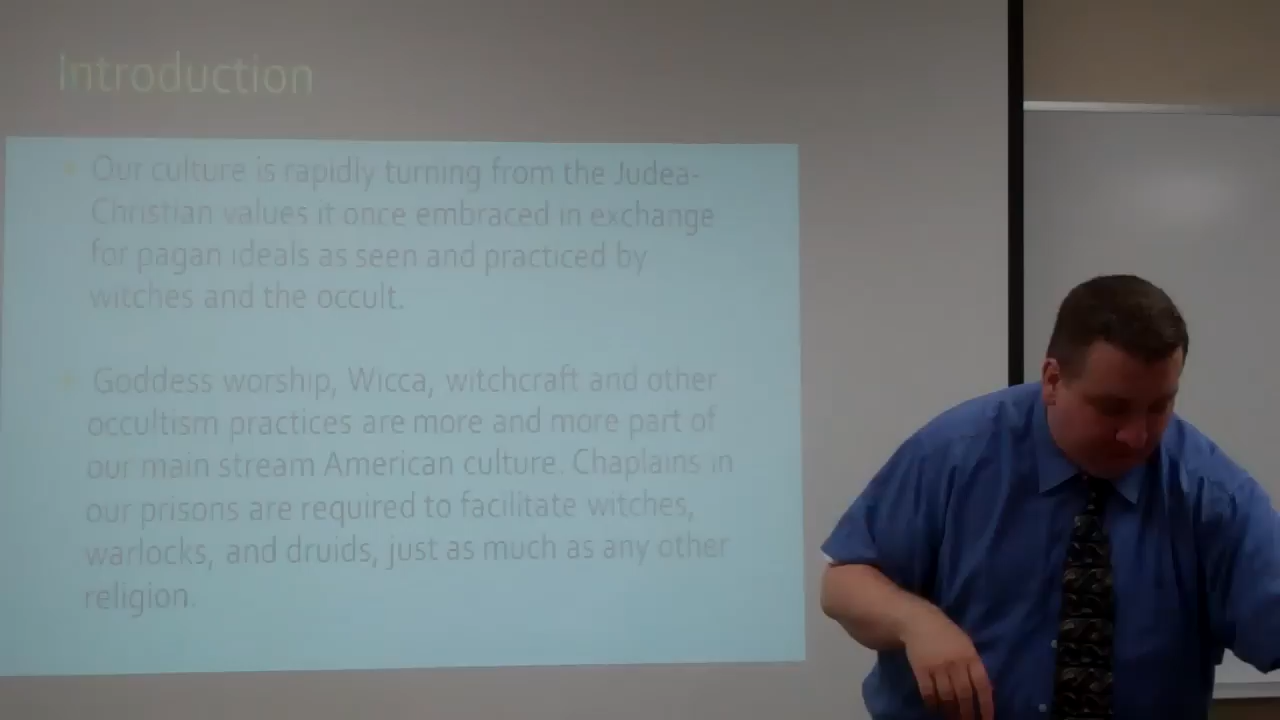 Introduction
Our culture is rapidly turning from the Judea-
Christian values it once embraced in exchange
for pagan ideals as seen and practiced by
witches and the occult.
Goddess worship, Wicca, witchcraft and other
occultism practices are more and more part of
our main stream American culture. Chaplains in
our prisons are required to facilitate witches,
warlocks, and druids, just as much as any other
religion.